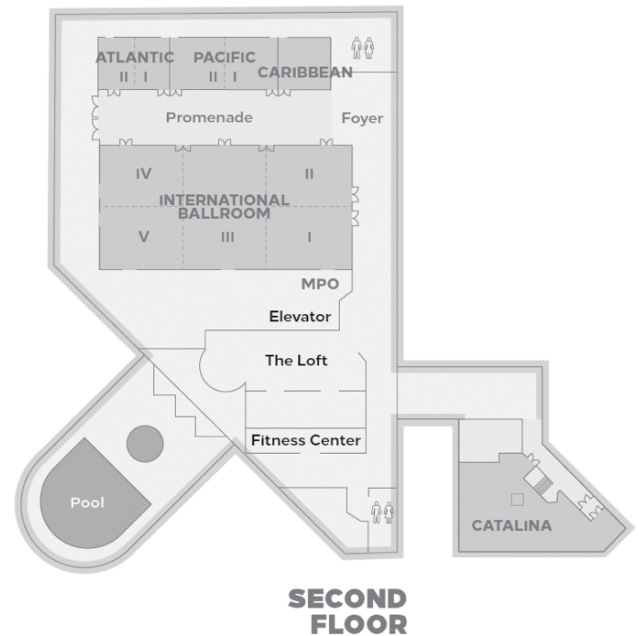 ATLANTIC
II I
PACIFIC
II I
CARIBBEAN
Promenade
Foyer
IV
II
INTERNATIONAL
BALLROOM
V
III
I
MPO
Elevator
The Loft
Fitness Center
Pool
CATALINA
SECOND
FLOOR